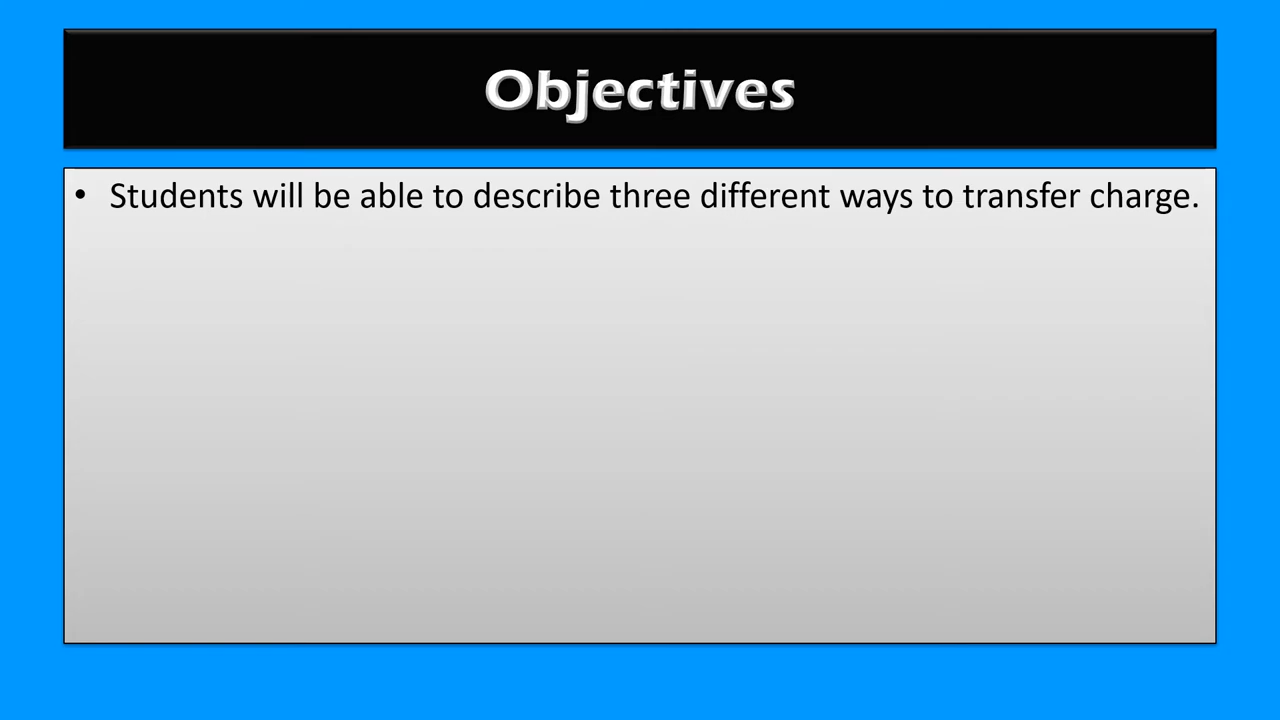 Objectives
• Students will be able to describe three different ways to transfer charge.